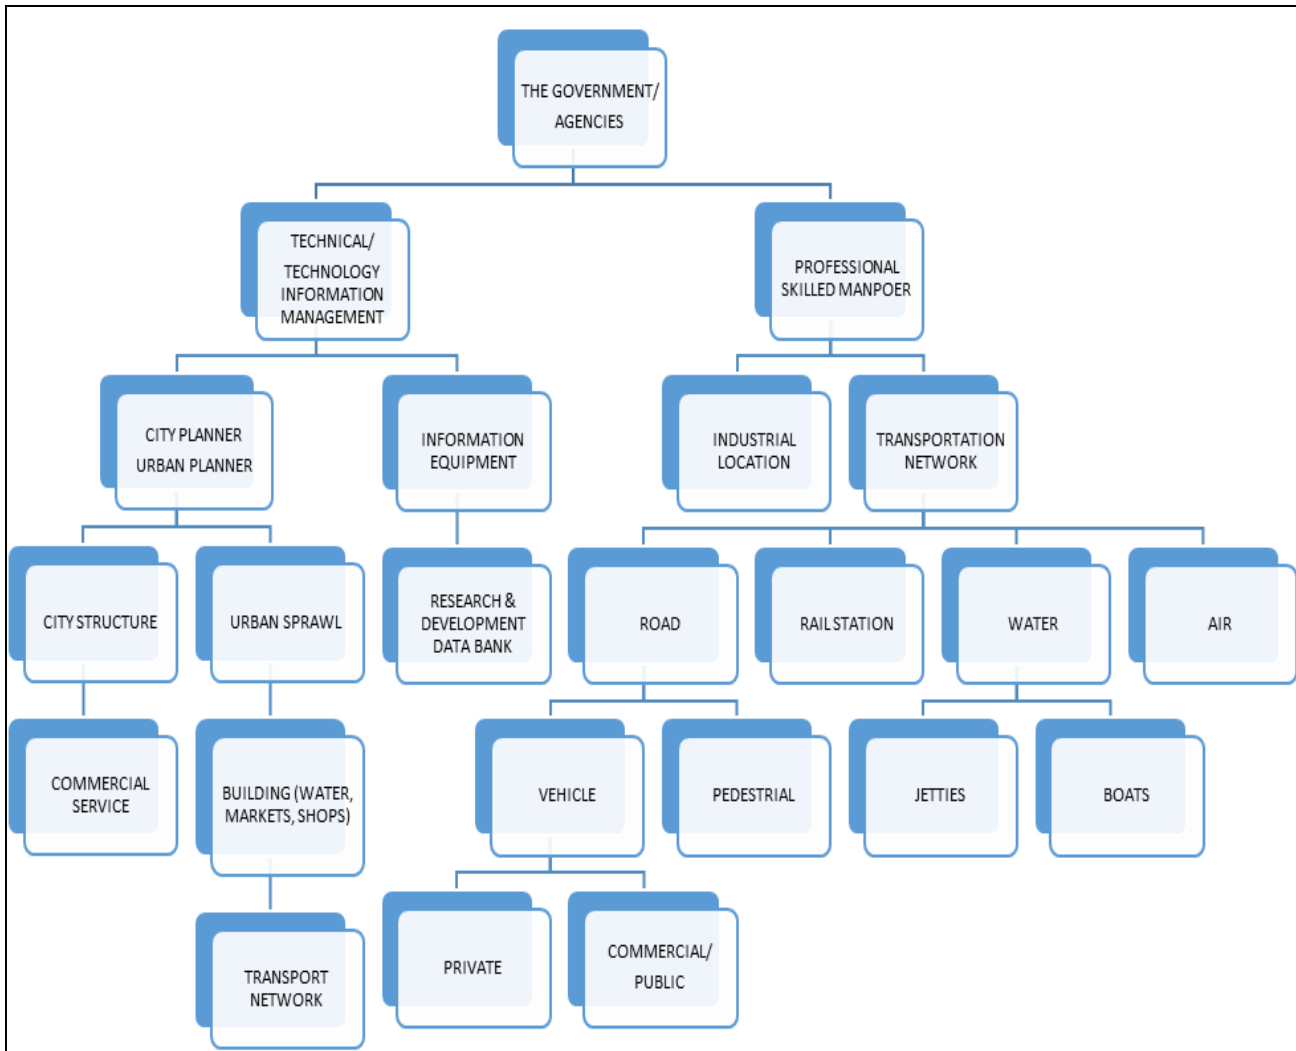 THE GOVERNMENT/
AGENCIES
TECHNICAL/
TECHNOLOGY
INFORMATION
MANAGEMENT
PROFESSIONAL
SKILLED MANPOER
CITY PLANNER
URBAN PLANNER
INFORMATION
EQUIPMENT
INDUSTRIAL
LOCATION
TRANSPORTATION
NETWORK
CITY STRUCTURE
URBAN SPRAWL
RESEARCH &
DEVELOPMENT
DATA BANK
ROAD
RAIL STATION
WATER
AIR
COMMERCIAL
SERVICE
BUILDING (WATER,
MARKETS, SHOPS)
VEHICLE
PEDESTRIAL
JETTIES
BOATS
TRANSPORT
NETWORK
PRIVATE
COMMERCIAL/
PUBLIC